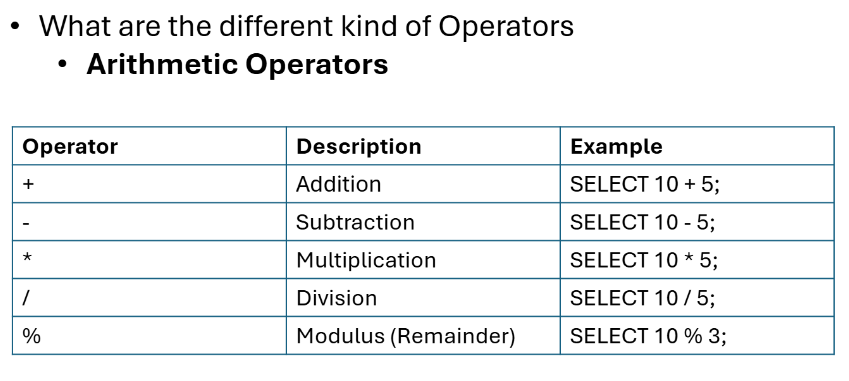 • What are the different kind of Operators
• Arithmetic Operators
Operator Description Example
+ Addition SELECT 10 + 5;
- Subtraction SELECT 10 - 5;
* Multiplication SELECT 10 * 5;
/ Division SELECT 10 / 5;
% Modulus (Remainder) SELECT 10 % 3;